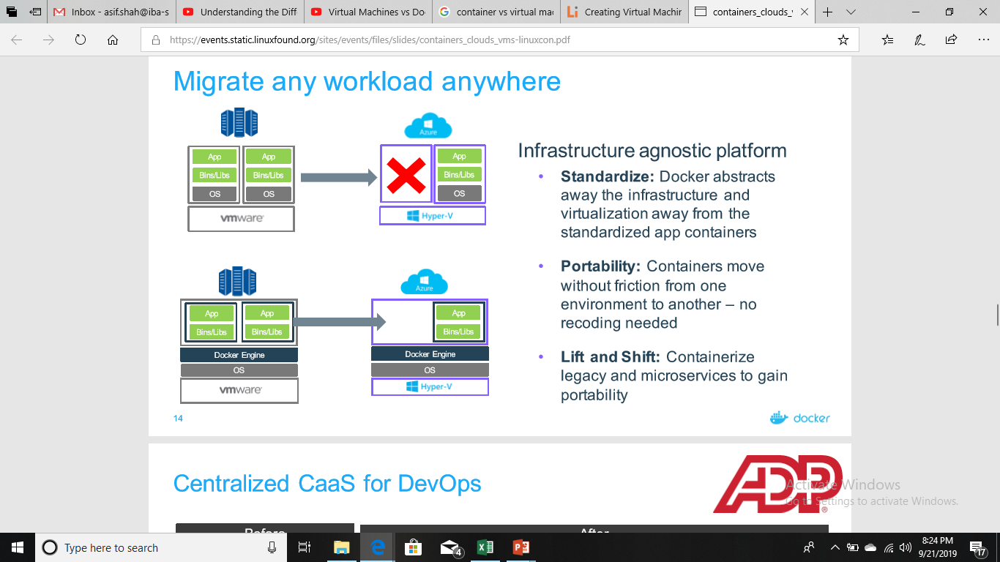 Inbox - asif.shah@iba-s
Understanding the Diff
Virtual Machines vs Do
container vs virtual mac
Creating Virtual Machin
containers_clouds_v
https://events.static.linuxfound.org/sites/events/files/slides/containers_clouds_vms-linuxcon.pdf
Migrate any workload anywhere
Azure
App
App
App
Bins/Libs
Bins/Libs
Bins/Libs
OS
OS
OS
vmware
Hyper-V
Azure
App
App
App
Bins/Libs
Bins/Libs
Bins/Libs
Docker Engine
Docker Engine
OS
OS
vmware
Hyper-V
Infrastructure agnostic platform
• Standardize: Docker abstracts
away the infrastructure and
virtualization away from the
standardized app containers
• Portability: Containers move
without friction from one
environment to another – no
recoding needed
• Lift and Shift: Containerize
legacy and microservices to gain
portability
14
docker
Centralized CaaS for DevOps
ADP
®
Activate Windows
Go to Settings to activate Windows.
Before
After
Type here to search
4
8:24 PM
9/21/2019
17